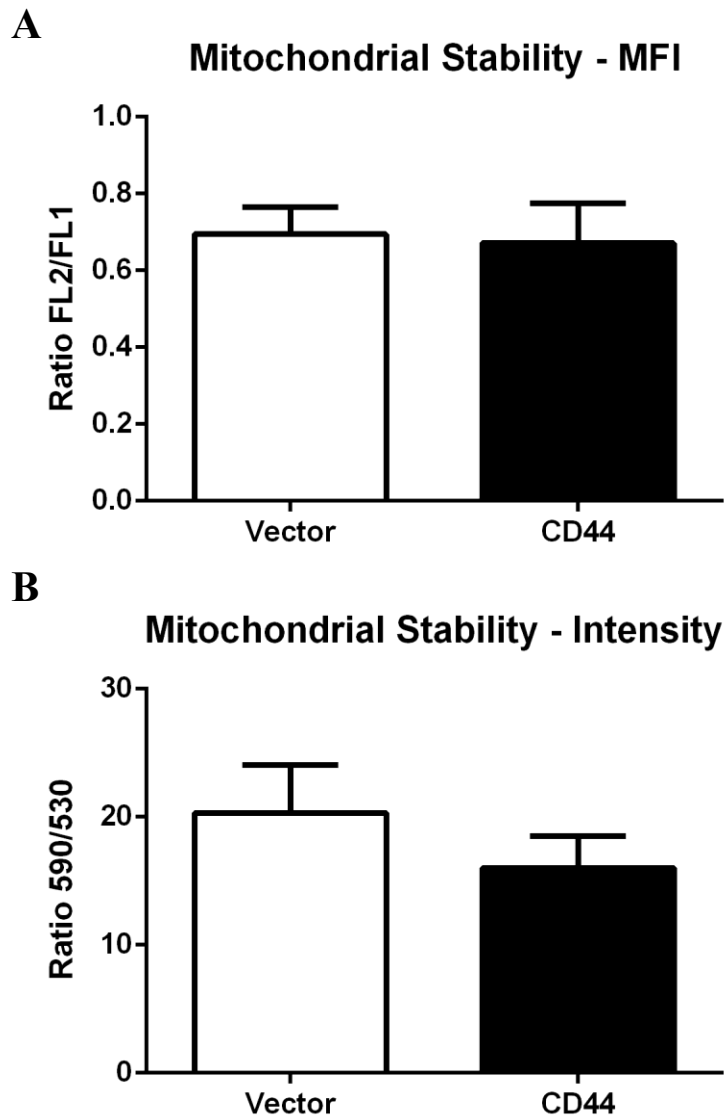 A
Mitochondrial Stability - MFI
Ratio FL2/FL1
1.0
0.8
0.6
0.4
0.2
0.0
Vector CD44
B
Mitochondrial Stability - Intensity
Ratio 590/530
30
20
10
0
Vector CD44